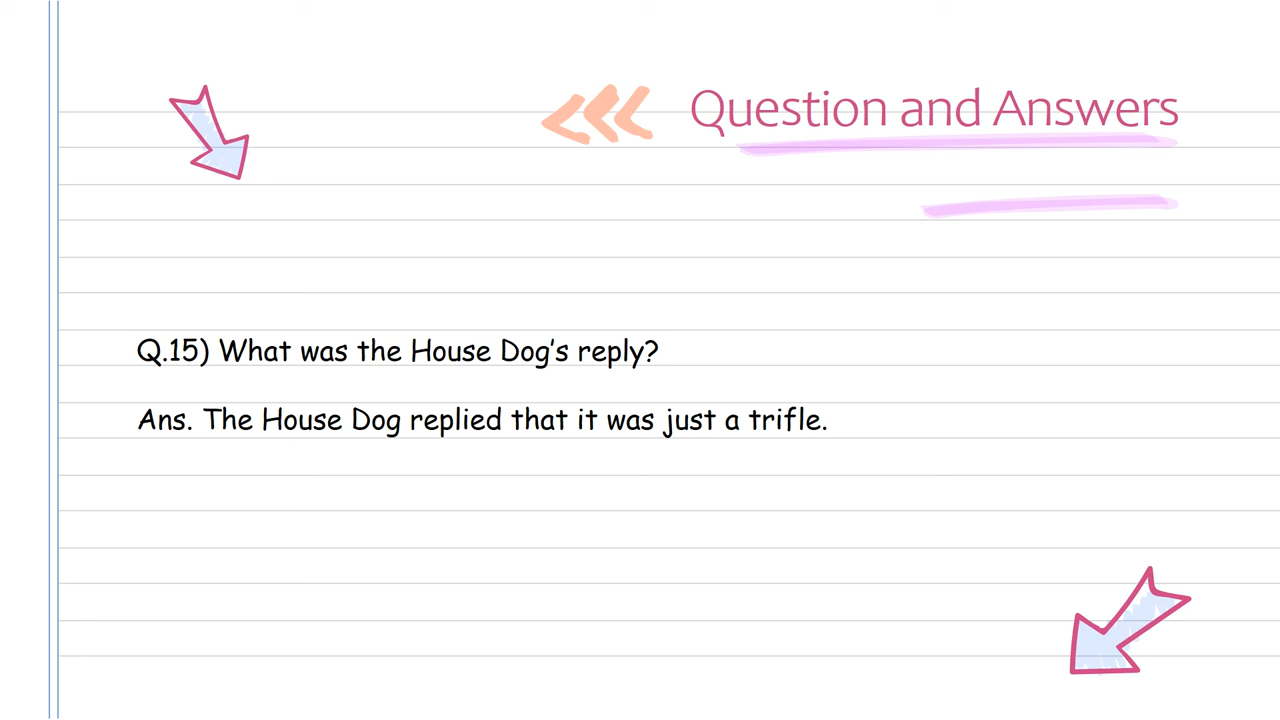 Question and Answers
Q.15) What was the House Dog's reply?
Ans. The House Dog replied that it was just a trifle.